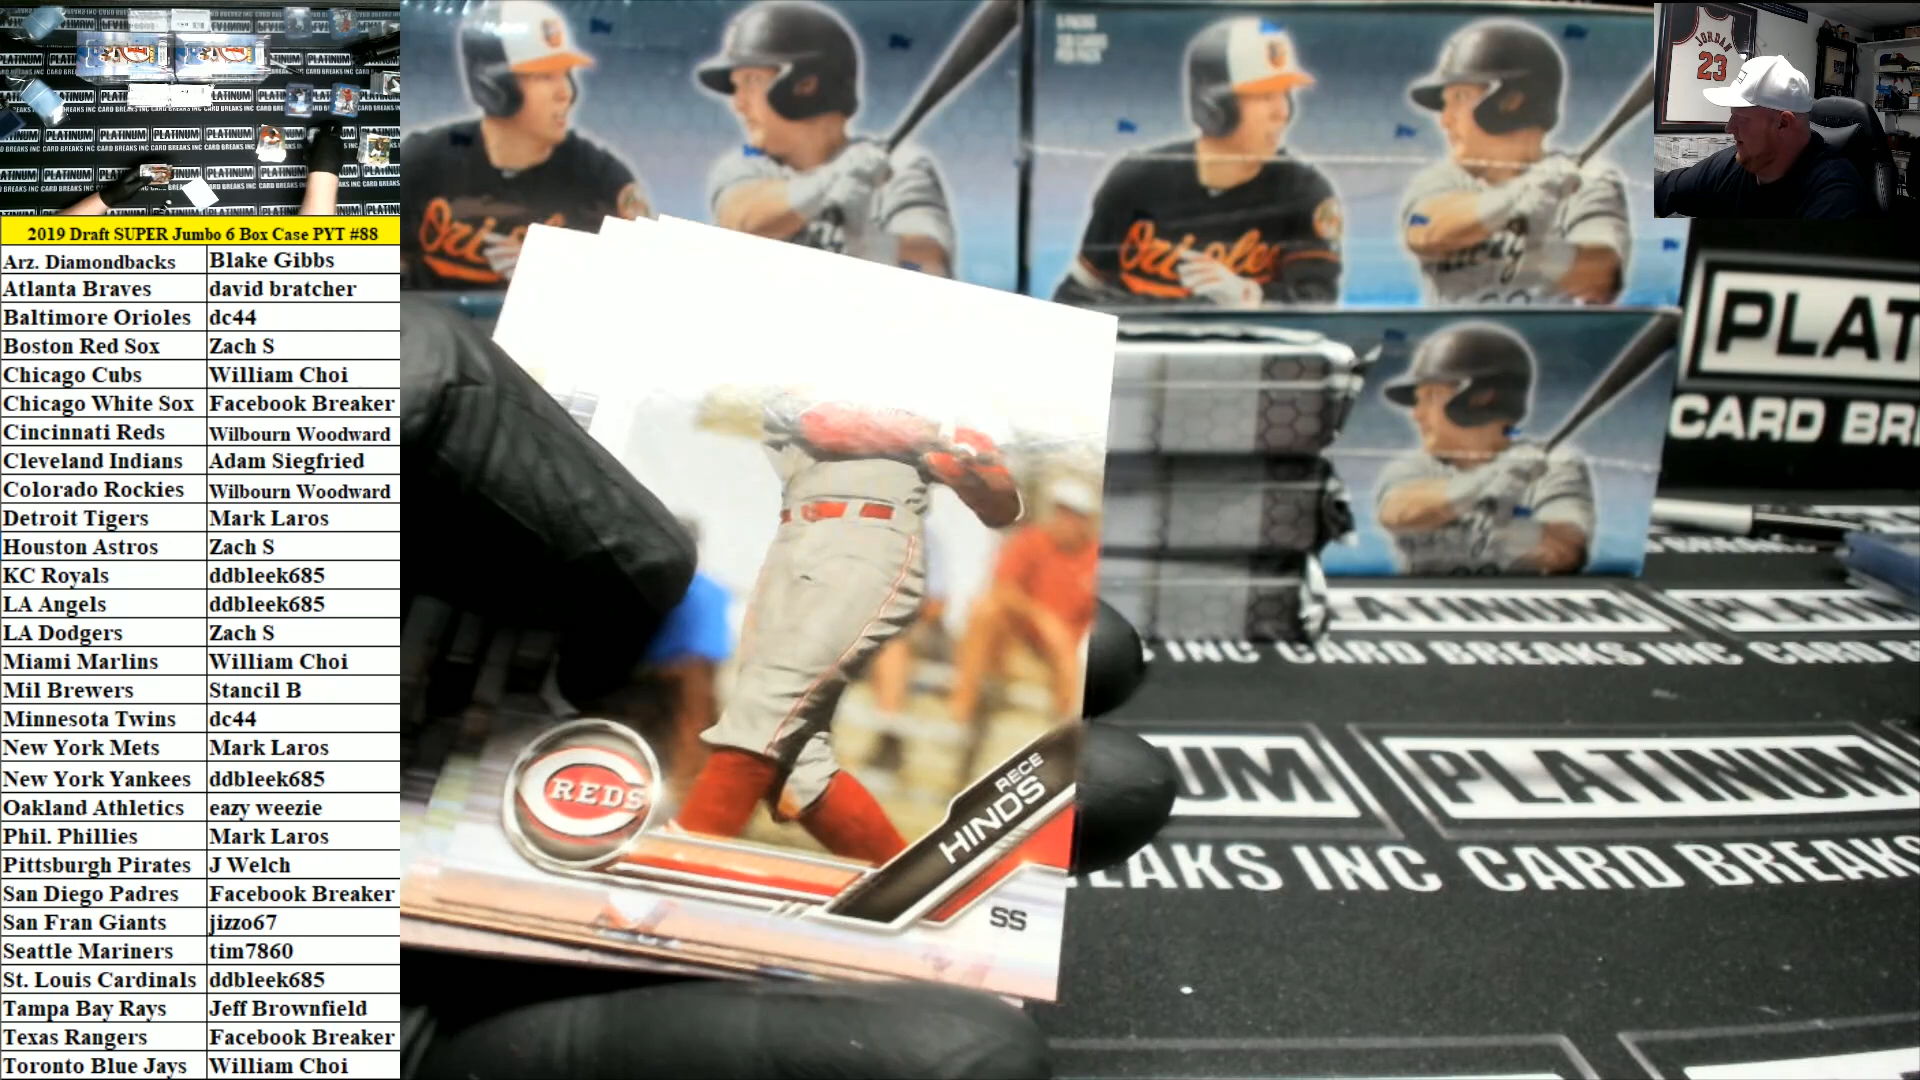 2019 Draft SUPER Jumbo 6 Box Case PYT #88
Arz. Diamondbacks Blake Gibbs
Atlanta Braves david bratcher
Baltimore Orioles dc44
Boston Red Sox Zach S
Chicago Cubs William Choi
Chicago White Sox Facebook Breaker
Cincinnati Reds Wilbourn Woodward
Cleveland Indians Adam Siegfried
Colorado Rockies Wilbourn Woodward
Detroit Tigers Mark Laros
Houston Astros Zach S
KC Royals ddbleek685
LA Angels ddbleek685
LA Dodgers Zach S
Miami Marlins William Choi
Mil Brewers Stancil B
Minnesota Twins dc44
New York Mets Mark Laros
New York Yankees ddbleek685
Oakland Athletics eazy weezie
Phil. Phillies Mark Laros
Pittsburgh Pirates J Welch
San Diego Padres Facebook Breaker
San Fran Giants jizzo67
Seattle Mariners tim7860
St. Louis Cardinals ddbleek685
Tampa Bay Rays Jeff Brownfield
Texas Rangers Facebook Breaker
Toronto Blue Jays William Choi
JORDAN
23
Orioles
PLAT
CARD BR
REDS
RECE
HINDS
SS
PLATINUM
EAKS INC CARD BREAKS
INC CARD BREAKS INC CARD B